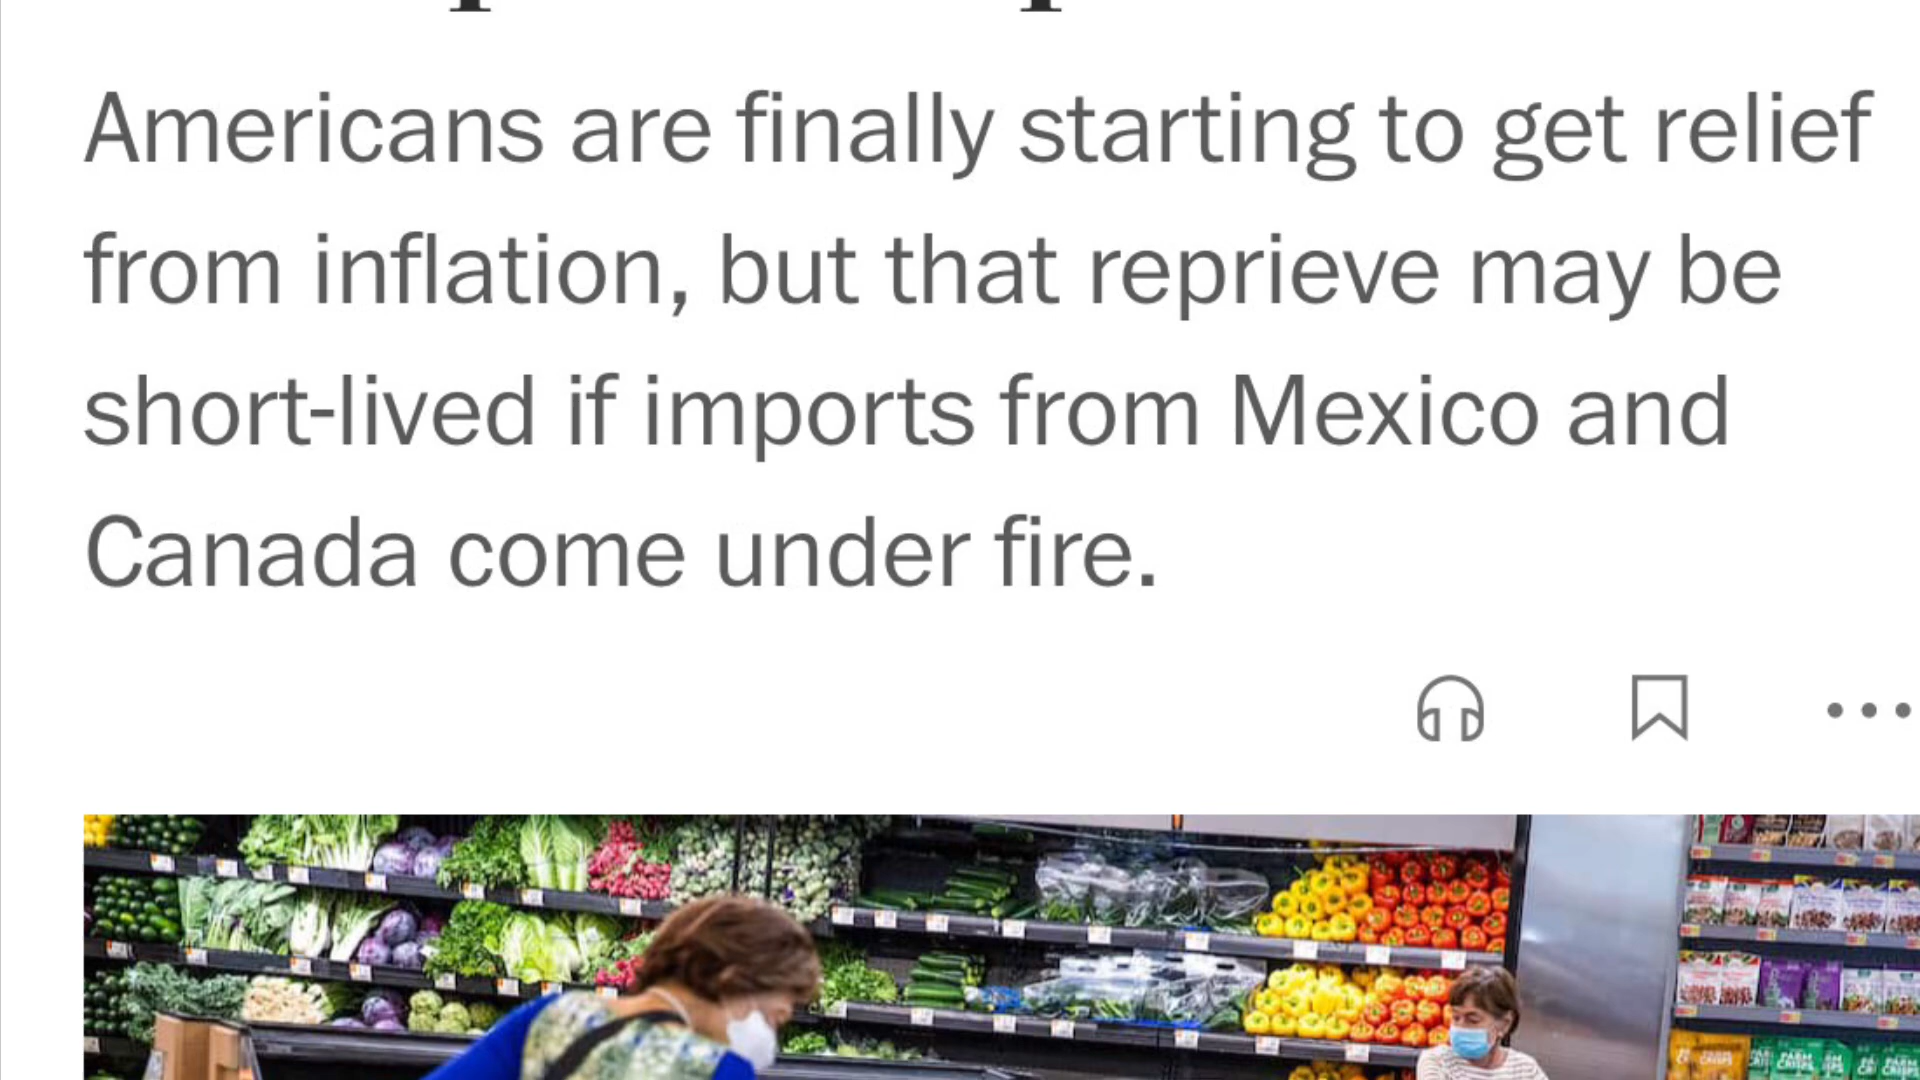 Americans are finally starting to get relief
from inflation, but that reprieve may be
short-lived if imports from Mexico and
Canada come under fire.